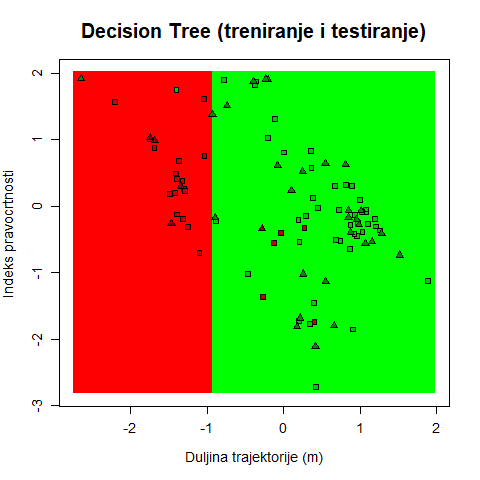 Decision Tree (treniranje i testiranje)
Indeks pravocrtnosti
2
1
0
-1
-2
-3
-2 -1 0 1 2
Duljina trajektorije (m)